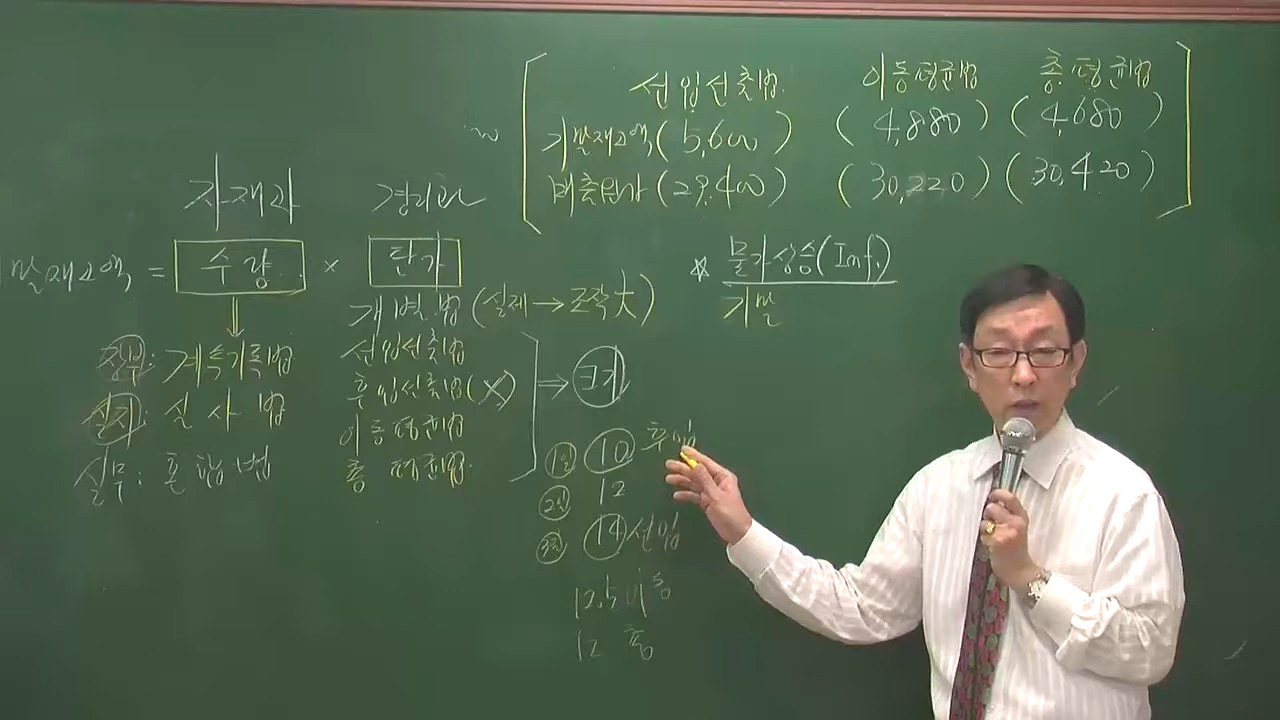 선입선출법 이동평균법 총평균법
기말재고액(5,600) (4,880) (4,680)
매출원가(29,400) (30,220) (30,420)
자재과 경리과
말재고액 = 수량 × 단가
개별법(실제→조작大)
☆ 물가상승(Inf.)
기말
장부: 계속기록법
실지: 실사법
실무: 혼합법
선입선출법
후입선출법(X)
이동평균법
총평균법
⇒ 크기
1월 10 후입
2월 12
3월 14 선입
12.5 이동
12 총